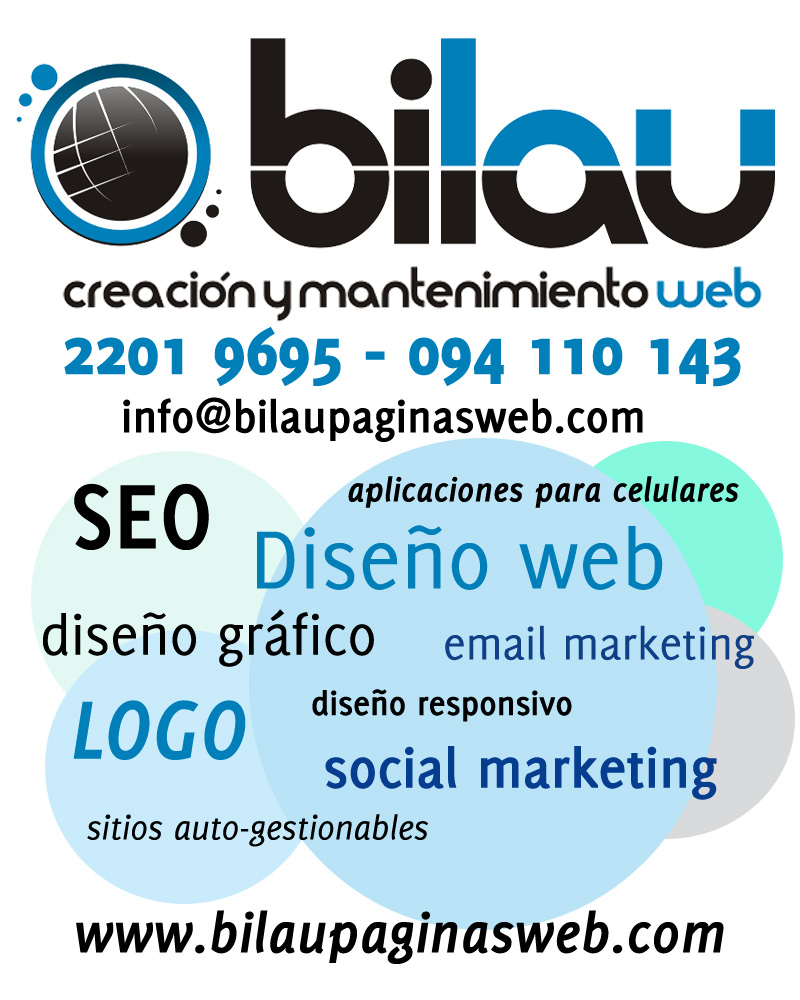 bilau
creación y mantenimiento web
2201 9695 - 094 110 143
info@bilaupaginasweb.com
SEO
aplicaciones para celulares
Diseño web
diseño gráfico
email marketing
LOGO
diseño responsivo
social marketing
sitios auto-gestionables
www.bilaupaginasweb.com